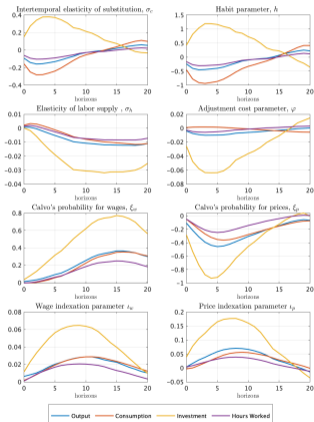 Intertemporal elasticity of substitution, σc
Habit parameter, h
0.4
0.2
0
-0.2
-0.4
0 5 10 15 20
horizons
1.5
1
0.5
0
-0.5
-1
0 5 10 15 20
horizons
Elasticity of labor supply , σh
Adjustment cost parameter, φ
0.01
0
-0.01
-0.02
-0.03
-0.04
0 5 10 15 20
horizons
0.02
0
-0.02
-0.04
-0.06
-0.08
0 5 10 15 20
horizons
Calvo's probability for wages, ξw
Calvo's probability for prices, ξp
0.8
0.6
0.4
0.2
0
0 5 10 15 20
horizons
0
-0.2
-0.4
-0.6
-0.8
-1
0 5 10 15 20
horizons
Wage indexation parameter ιw
Price indexation parameter ιp
0.08
0.06
0.04
0.02
0
0 5 10 15 20
horizons
0.2
0.15
0.1
0.05
0
-0.05
0 5 10 15 20
horizons
Output Consumption Investment Hours Worked